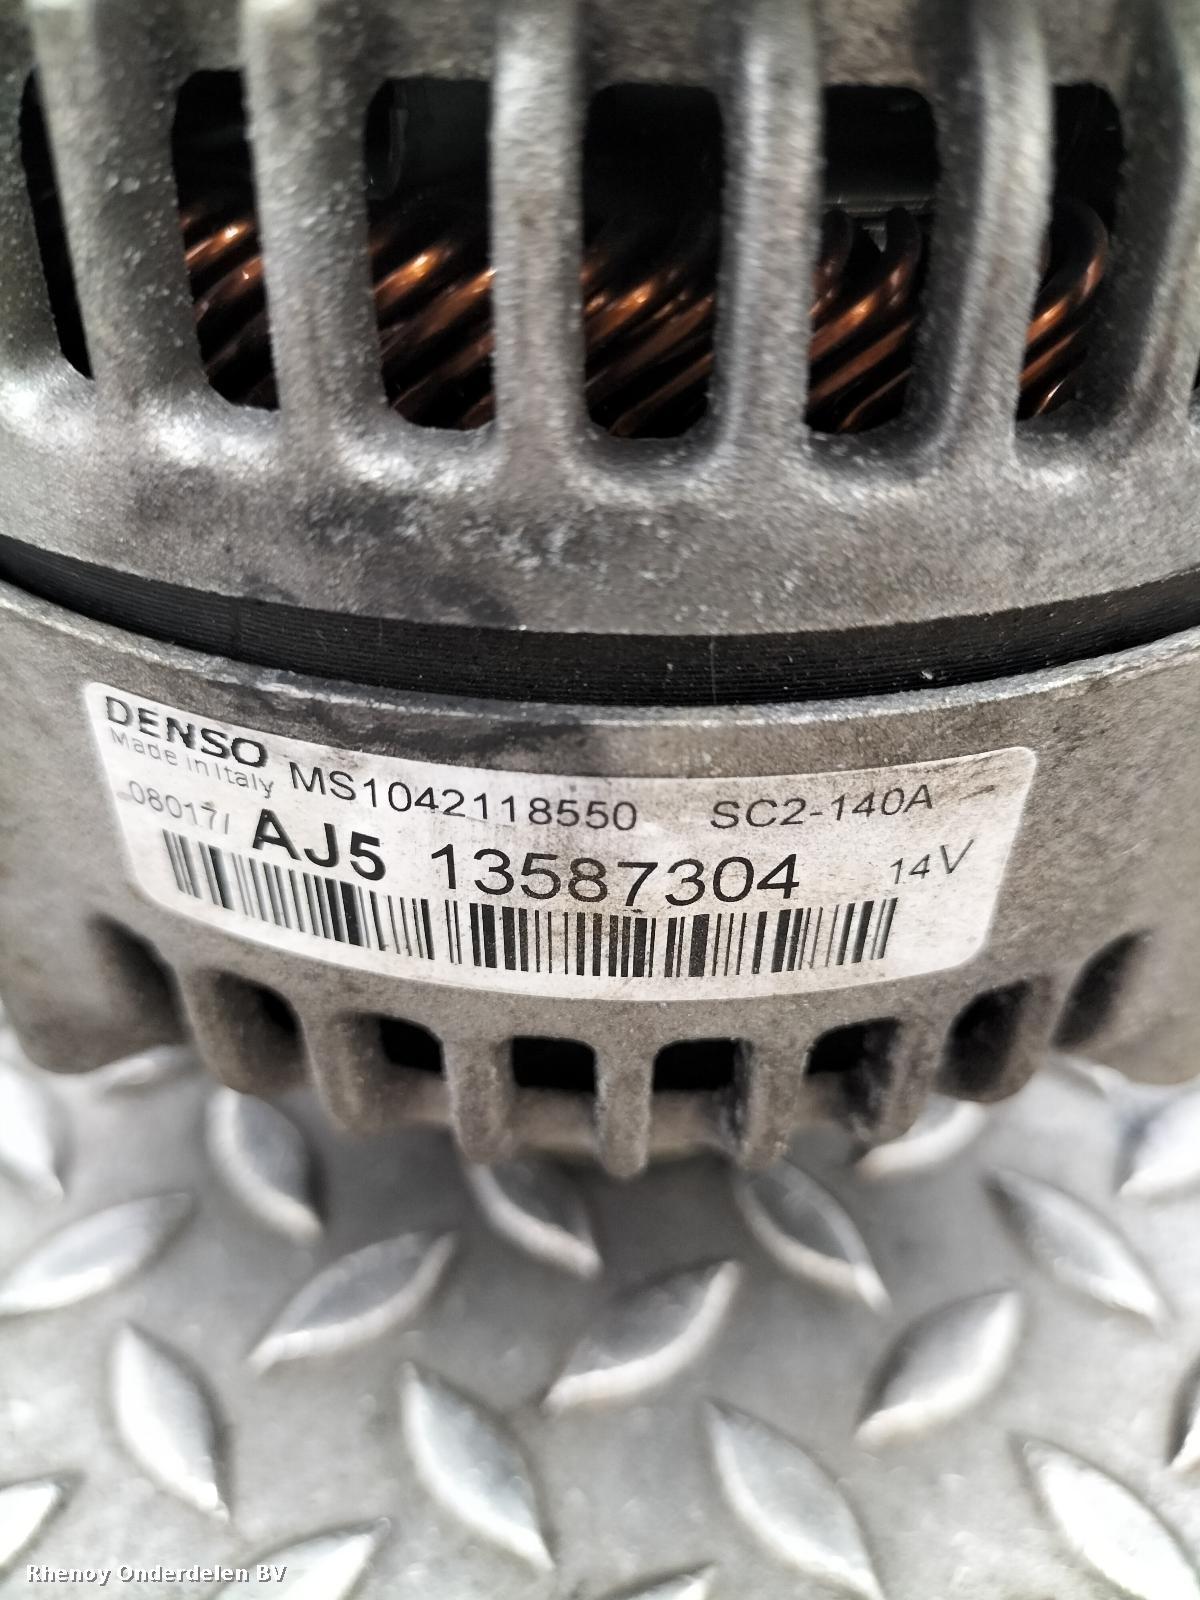 DENSO MS1042118550 SC2-140A
Made in Italy
08017/ AJ5 13587304 14V
Rhenoy Onderdelen BV